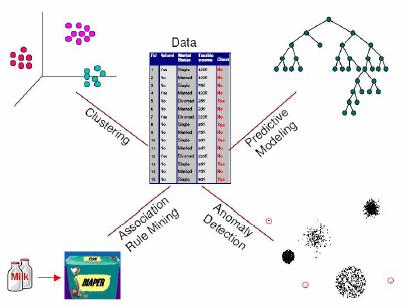 Data
Tid Refund Marital Status Taxable Income Cheat
1 Yes Single 125K No
2 No Married 100K No
3 No Single 70K No
4 Yes Married 120K No
5 No Divorced 95K Yes
6 No Married
7 Yes Divorced 220K No
8 No Single 85K Yes
9 No Married 75K No
10 No Single 90K Yes
11 No Married 60K No
12 Yes Divorced 220K No
13 No Single 85K Yes
14 No Married 75K No
15 No Single 90K Yes
Clustering
Predictive
Modeling
Association
Rule Mining
Anomaly
Detection
Milk
DIAPER